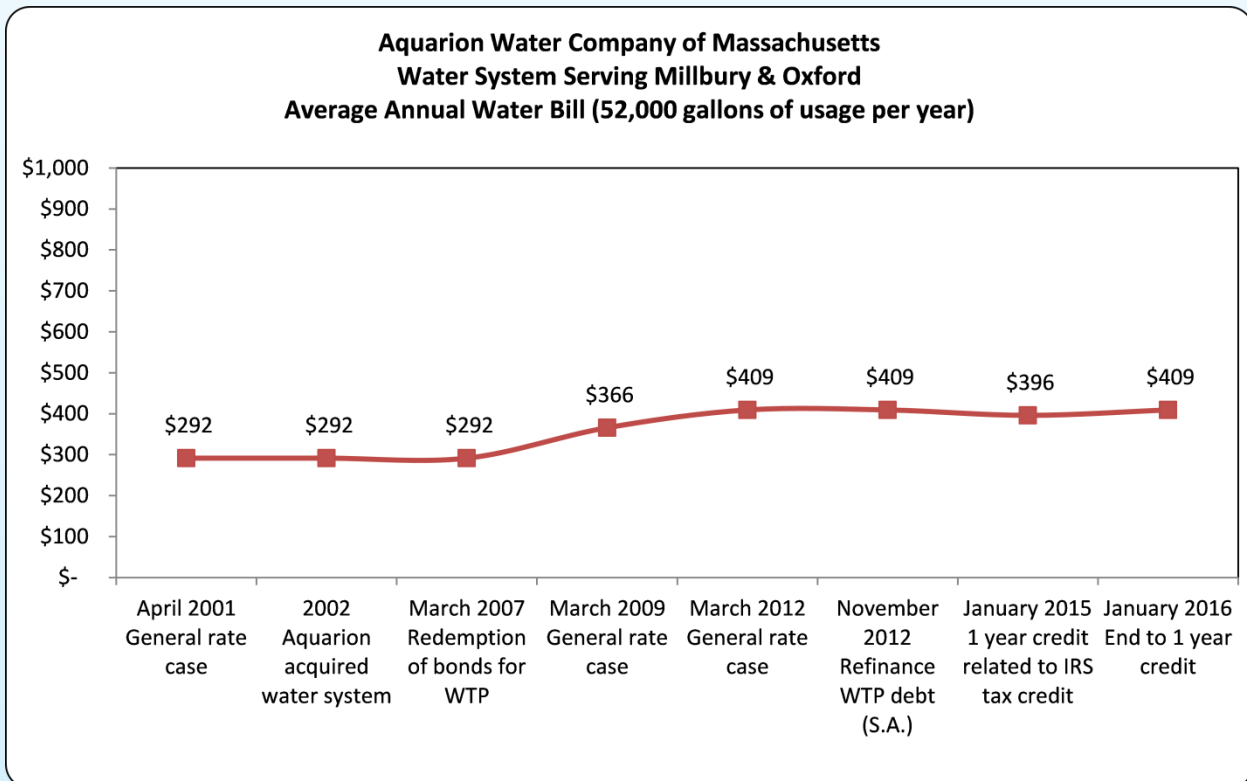 Aquarion Water Company of Massachusetts
Water System Serving Millbury & Oxford
Average Annual Water Bill (52,000 gallons of usage per year)
$1,000
$900
$800
$700
$600
$500
$400
$300
$200
$100
$-
$292
$292
$292
$366
$409
$409
$396
$409
April 2001
General rate
case
2002
Aquarion
acquired
water system
March 2007
Redemption
of bonds for
WTP
March 2009
General rate
case
March 2012
General rate
case
November
2012
Refinance
WTP debt
(S.A.)
January 2015
1 year credit
related to IRS
tax credit
January 2016
End to 1 year
credit